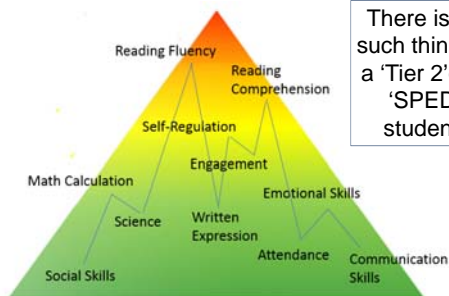 There is
such thin
a ‘Tier 2’
‘SPED
studen
Reading Fluency
Reading
Comprehension
Self-Regulation
Engagement
Math Calculation
Emotional Skills
Science
Written
Expression
Attendance
Communication
Skills
Social Skills